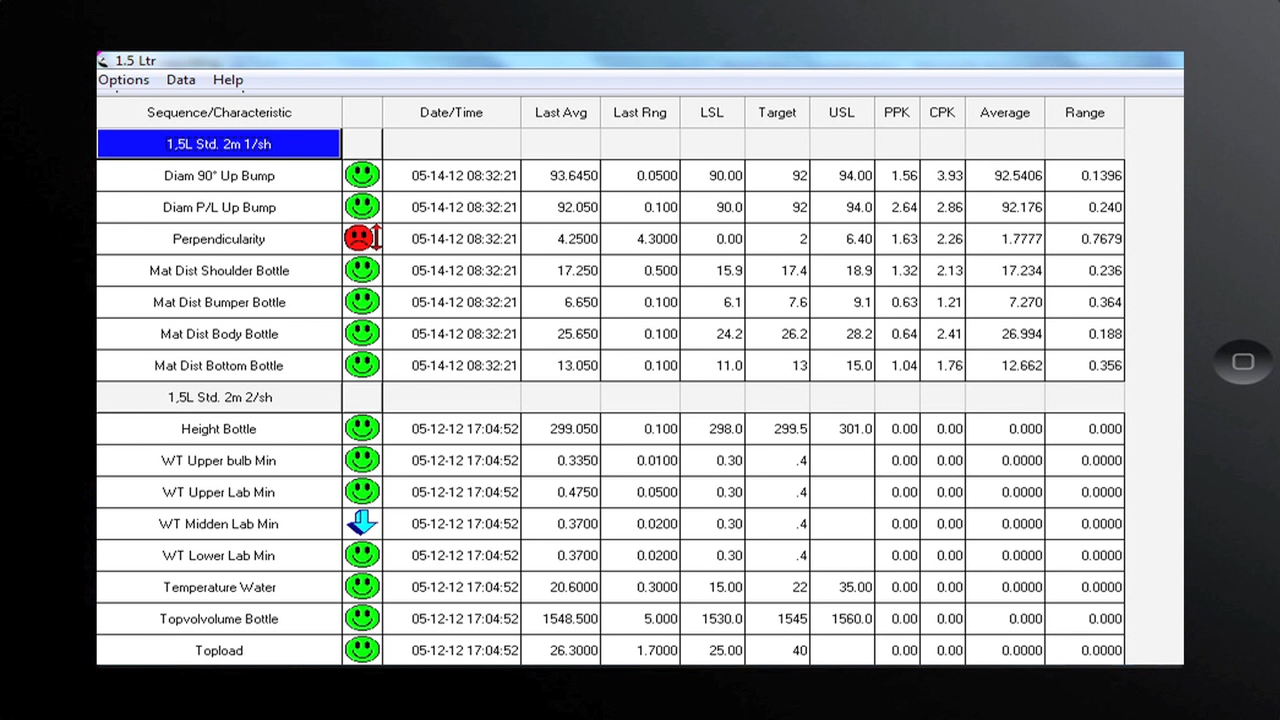 1.5 Ltr
Options Data Help
Sequence/Characteristic Date/Time Last Avg Last Rng LSL Target USL PPK CPK Average Range
1,5L Std. 2m 1/sh
Diam 90° Up Bump 05-14-12 08:32:21 93.6450 0.0500 90.00 92 94.00 1.56 3.93 92.5406 0.1396
Diam P/L Up Bump 05-14-12 08:32:21 92.050 0.100 90.0 92 94.0 2.64 2.86 92.176 0.240
Perpendicularity 05-14-12 08:32:21 4.2500 4.3000 0.00 2 6.40 1.63 2.26 1.7777 0.7679
Mat Dist Shoulder Bottle 05-14-12 08:32:21 17.250 0.500 15.9 17.4 18.9 1.32 2.13 17.234 0.236
Mat Dist Bumper Bottle 05-14-12 08:32:21 6.650 0.100 6.1 7.6 9.1 0.63 1.21 7.270 0.364
Mat Dist Body Bottle 05-14-12 08:32:21 25.650 0.100 24.2 26.2 28.2 0.64 2.41 26.994 0.188
Mat Dist Bottom Bottle 05-14-12 08:32:21 13.050 0.100 11.0 13 15.0 1.04 1.76 12.662 0.356
1,5L Std. 2m 2/sh
Height Bottle 05-12-12 17:04:52 299.050 0.100 298.0 299.5 301.0 0.00 0.00 0.000 0.000
WT Upper bulb Min 05-12-12 17:04:52 0.3350 0.0100 0.30 .4 0.00 0.00 0.0000 0.0000
WT Upper Lab Min 05-12-12 17:04:52 0.4750 0.0500 0.30 .4 0.00 0.00 0.0000 0.0000
WT Midden Lab Min 05-12-12 17:04:52 0.3700 0.0200 0.30 .4 0.00 0.00 0.0000 0.0000
WT Lower Lab Min 05-12-12 17:04:52 0.3700 0.0200 0.30 .4 0.00 0.00 0.0000 0.0000
Temperature Water 05-12-12 17:04:52 20.6000 0.3000 15.00 22 35.00 0.00 0.00 0.0000 0.0000
Topvolvolume Bottle 05-12-12 17:04:52 1548.500 5.000 1530.0 1545 1560.0 0.00 0.00 0.000 0.000
Topload 05-12-12 17:04:52 26.3000 1.7000 25.00 40 0.00 0.00 0.0000 0.0000